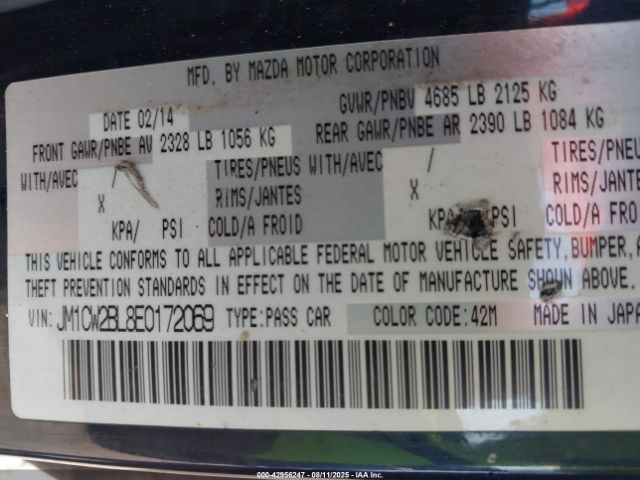 MFD. BY MAZDA MOTOR CORPORATION
DATE 02/14 GVWR/PNBV 4685 LB 2125 KG
FRONT GAWR/PNBE AV 2328 LB 1056 KG REAR GAWR/PNBE AR 2390 LB 1084 KG
WITH/AVEC / TIRES/PNEUS WITH/AVEC / TIRES/PNEU
X RIMS/JANTES X RIMS/JANTES
KPA/ PSI COLD/A FROID KPA/ PSI COLD/A FROID
THIS VEHICLE CONFORMS TO ALL APPLICABLE FEDERAL MOTOR VEHICLE SAFETY, BUMPER, A
THEFT PREVENTION STANDARDS IN EFFECT ON THE DATE OF MANUFACTURE SHOWN ABOVE.
VIN: JM1CW2BL8E0172069 TYPE:PASS CAR COLOR CODE:42M MADE IN JAPA
000-42956247 - 08/11/2025 - IAA Inc.